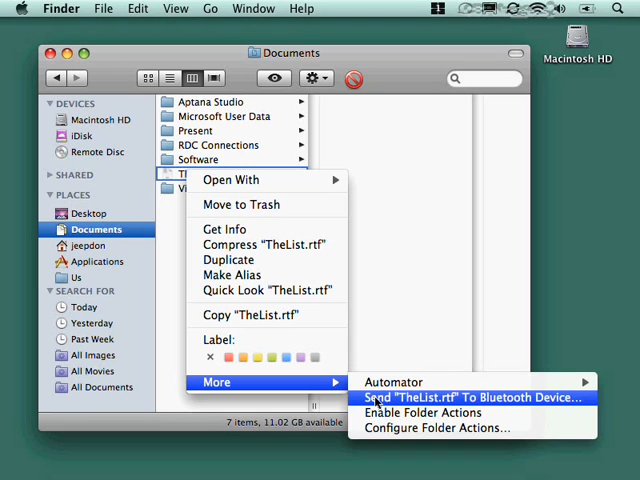 Finder File Edit View Go Window Help
1
Macintosh HD
Documents
DEVICES
Macintosh HD
iDisk
Remote Disc
SHARED
PLACES
Desktop
Documents
jeepdon
Applications
Us
SEARCH FOR
Today
Yesterday
Past Week
All Images
All Movies
All Documents
Aptana Studio
Microsoft User Data
Present
RDC Connections
Software
Open With
Move to Trash
Get Info
Compress “TheList.rtf”
Duplicate
Make Alias
Quick Look “TheList.rtf”
Copy “TheList.rtf”
Label:
More
Automator
Send “TheList.rtf” To Bluetooth Device...
Enable Folder Actions
Configure Folder Actions...
7 items, 11.02 GB available